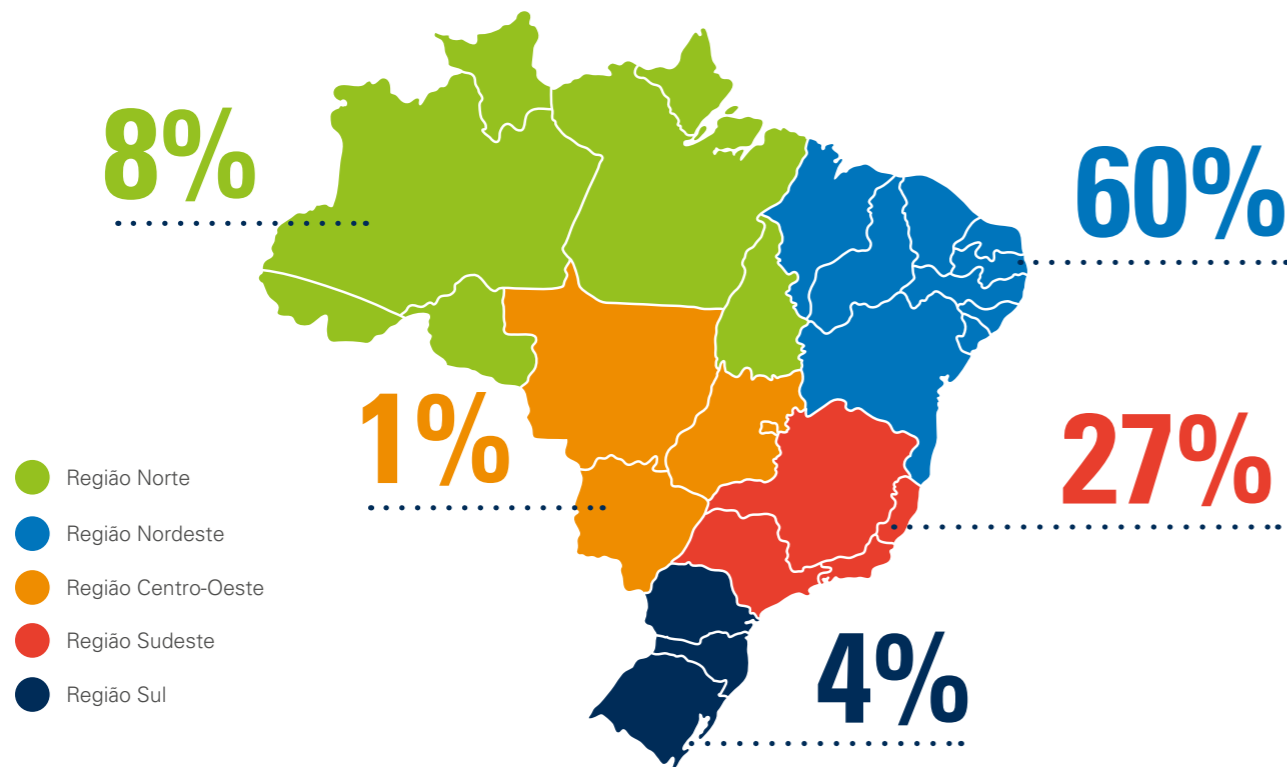 8%
60%
1%
27%
Região Norte
Região Nordeste
Região Centro-Oeste
Região Sudeste
Região Sul
4%